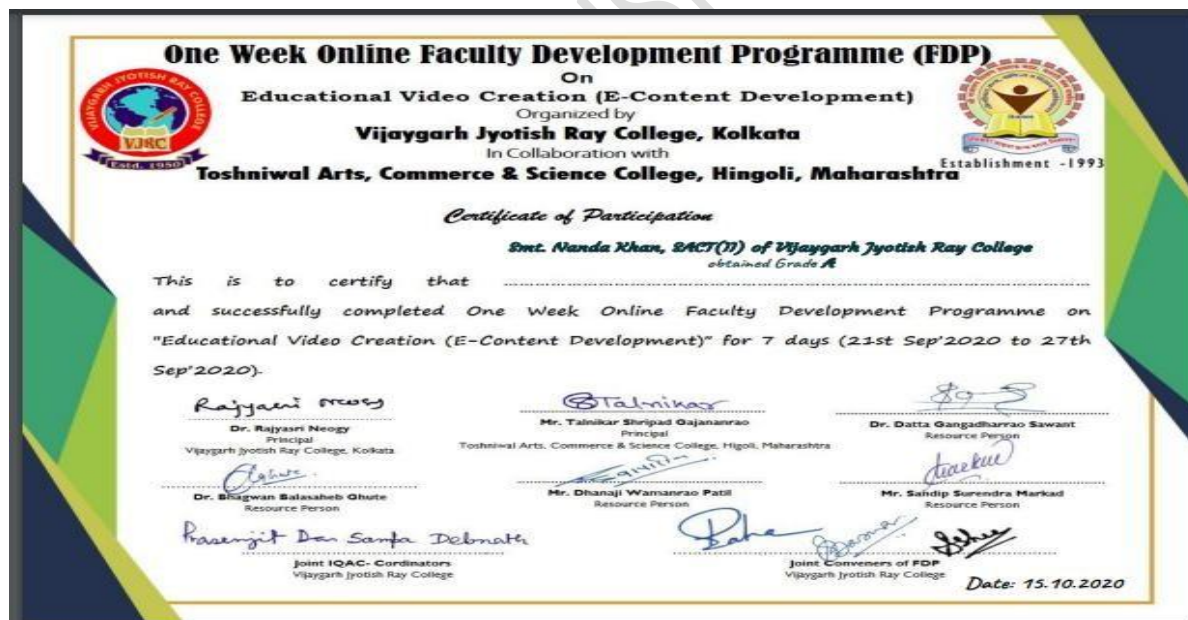 One Week Online Faculty Development Programme (FDP)
On
Educational Video Creation (E-Content Development)
Organized by
Vijaygarh Jyotish Ray College, Kolkata
In Collaboration with
Toshniwal Arts, Commerce & Science College, Hingoli, Maharashtra
VIJAYGARH JYOTISH RAY COLLEGE
VJRC
Estd. 1950
Establishment -1993
Certificate of Participation
Smt. Nanda Khan, SACT(II) of Vijaygarh Jyotish Ray College
obtained Grade A
This is to certify that
and successfully completed One Week Online Faculty Development Programme on
"Educational Video Creation (E-Content Development)" for 7 days (21st Sep'2020 to 27th
Sep'2020).
Rajyasri Neogy
Talnikar
Dr. Rajyasri Neogy
Principal
Vijaygarh Jyotish Ray College, Kolkata
Mr. Talnikar Shripad Gajananrao
Principal
Toshniwal Arts, Commerce & Science College, Higoli, Maharashtra
Dr. Datta Gangadharrao Sawant
Resource Person
Dr. Bhagwan Balasaheb Ghute
Resource Person
Mr. Dhanaji Wamanrao Patil
Resource Person
Mr. Sandip Surendra Markad
Resource Person
Prasenjit Das Sampa Debnath
Joint IQAC- Cordinators
Vijaygarh Jyotish Ray College
Joint Conveners of FDP
Vijaygarh Jyotish Ray College
Date: 15.10.2020